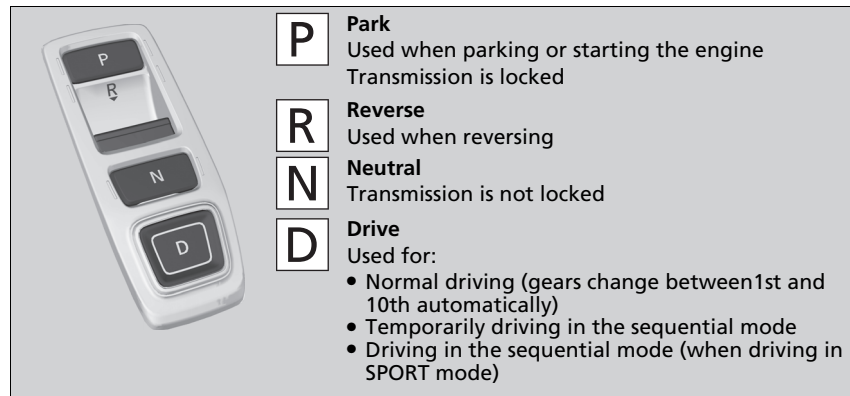 P
R
N
D
P
Park
Used when parking or starting the engine
Transmission is locked
R
Reverse
Used when reversing
N
Neutral
Transmission is not locked
D
Drive
Used for:
• Normal driving (gears change between1st and
10th automatically)
• Temporarily driving in the sequential mode
• Driving in the sequential mode (when driving in
SPORT mode)